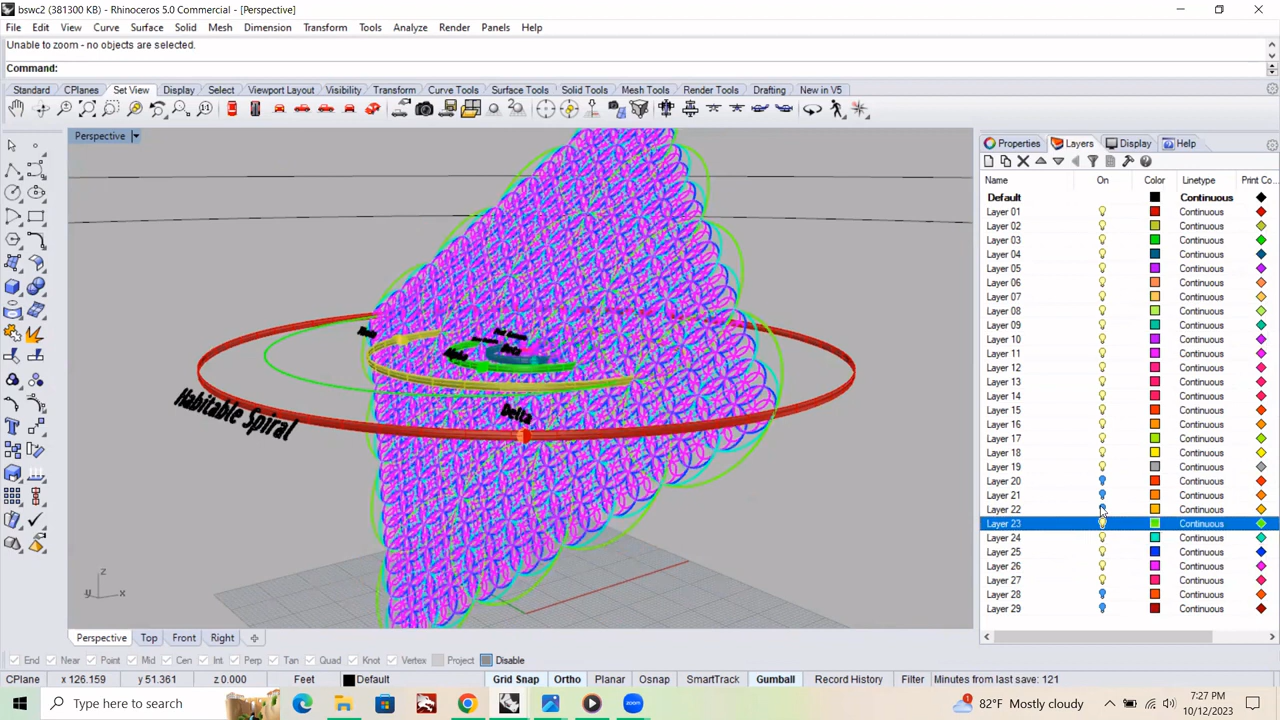 bswc2 (381300 KB) - Rhinoceros 5.0 Commercial - [Perspective]
File Edit View Curve Surface Solid Mesh Dimension Transform Tools Analyze Render Panels Help
Unable to zoom - no objects are selected.
Command:
Standard CPlanes Set View Display Select Viewport Layout Visibility Transform Curve Tools Surface Tools Solid Tools Mesh Tools Render Tools Drafting New in V5
Perspective
Properties Layers Display Help
Name On Color Linetype Print Co...
Default Continuous
Layer 01 Continuous
Layer 02 Continuous
Layer 03 Continuous
Layer 04 Continuous
Layer 05 Continuous
Layer 06 Continuous
Layer 07 Continuous
Layer 08 Continuous
Layer 09 Continuous
Layer 10 Continuous
Layer 11 Continuous
Layer 12 Continuous
Layer 13 Continuous
Layer 14 Continuous
Layer 15 Continuous
Layer 16 Continuous
Layer 17 Continuous
Layer 18 Continuous
Layer 19 Continuous
Layer 20 Continuous
Layer 21 Continuous
Layer 22 Continuous
Layer 23 Continuous
Layer 24 Continuous
Layer 25 Continuous
Layer 26 Continuous
Layer 27 Continuous
Layer 28 Continuous
Layer 29 Continuous
Habitable Spiral
Delta
z
y x
Perspective Top Front Right
End Near Point Mid Cen Int Perp Tan Quad Knot Vertex Project Disable
CPlane x 126.159 y 51.361 z 0.000 Feet Default Grid Snap Ortho Planar Osnap SmartTrack Gumball Record History Filter Minutes from last save: 121
Type here to search
zoom
1
82°F Mostly cloudy
7:27 PM
10/12/2023